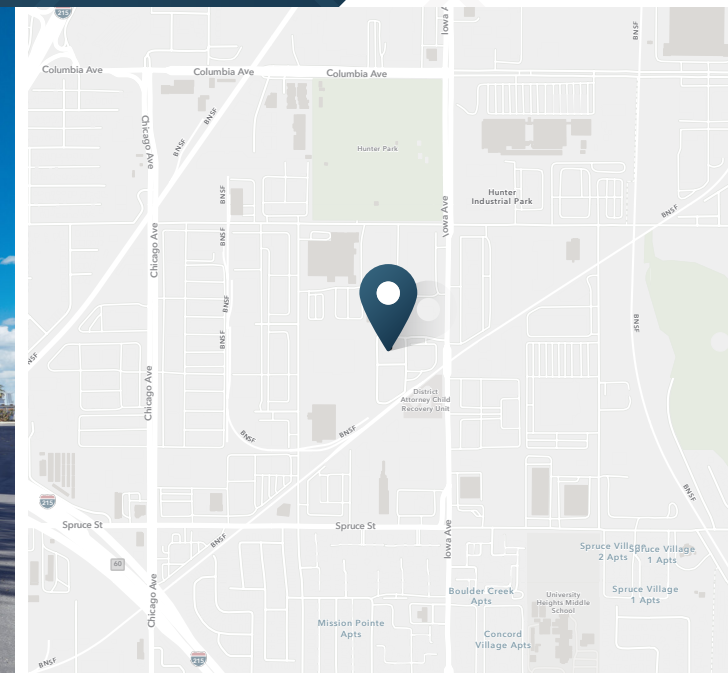 215
Iowa A
BNSF
Columbia Ave
Columbia Ave
Columbia Ave
Chicago Ave
BNSF
BNSF
Hunter Park
BNSF
Hunter
Industrial Park
Iowa Ave
BNSF
Chicago Ave
BNSF
BNSF
BNSF
BNSF
NSF
Chicago Ave
District
Attorney Child
Recovery Unit
BNSF
BNSF
BNSF
215
Spruce St
Spruce St
Iowa Ave
BNSF
Spruce Village
2 Apts
Spruce Village
1 Apts
60
Chicago Ave
Boulder Creek
Apts
University
Heights Middle
School
Spruce Village
1 Apts
Mission Pointe
Apts
Concord
Village Apts
215
BNSF